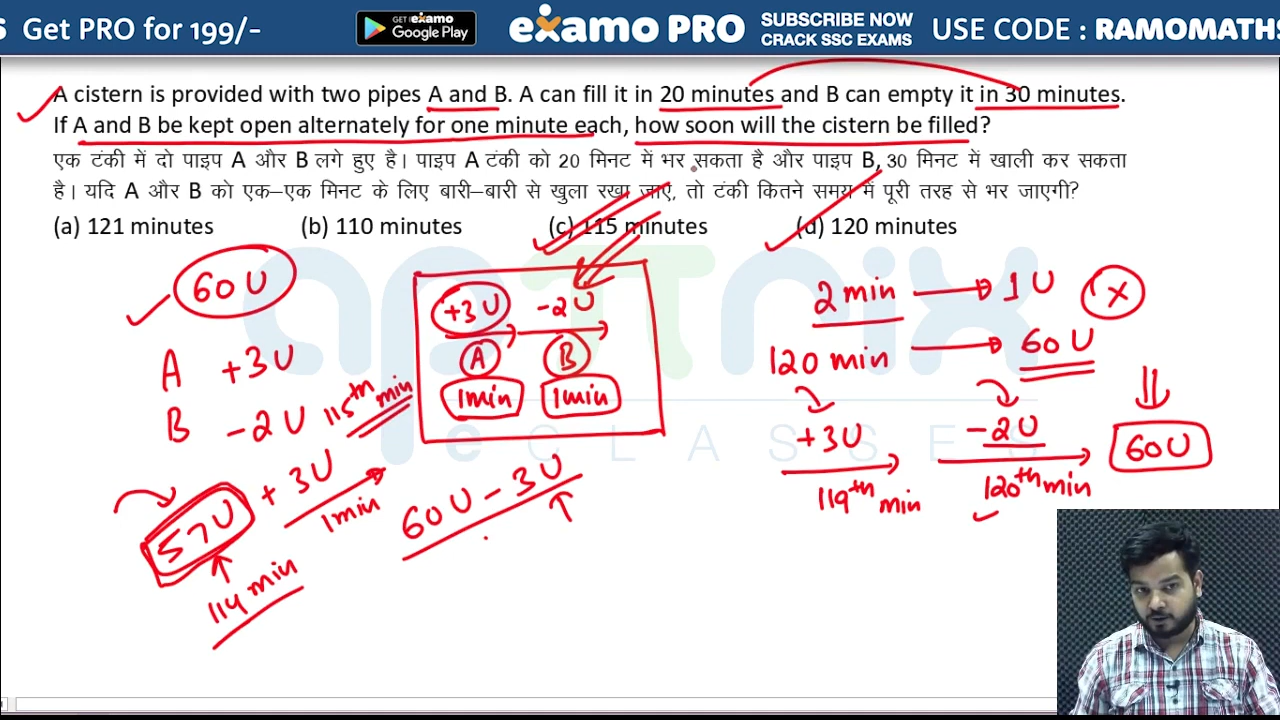 S Get PRO for 199/-
GET IT examo ON
Google Play
examo PRO
SUBSCRIBE NOW
CRACK SSC EXAMS
USE CODE : RAMOMATHS
A cistern is provided with two pipes A and B. A can fill it in 20 minutes and B can empty it in 30 minutes.
If A and B be kept open alternately for one minute each, how soon will the cistern be filled?
एक टंकी में दो पाइप A और B लगे हुए है। पाइप A टंकी को 20 मिनट में भर सकता है और पाइप B, 30 मिनट में खाली कर सकता
है। यदि A और B को एक–एक मिनट के लिए बारी–बारी से खुला रखा जाए, तो टंकी कितने समय में पूरी तरह से भर जाएगी?
(a) 121 minutes (b) 110 minutes (c) 115 minutes (d) 120 minutes
60U
A +3U
B -2U
115th min
+3U -2U
A B
1min 1min
57U + 3U
1min
114 min
60U - 3U
2 min → 1U
x
120 min → 60U
+3U -2U 60U
119th min 120th min
CLASSES